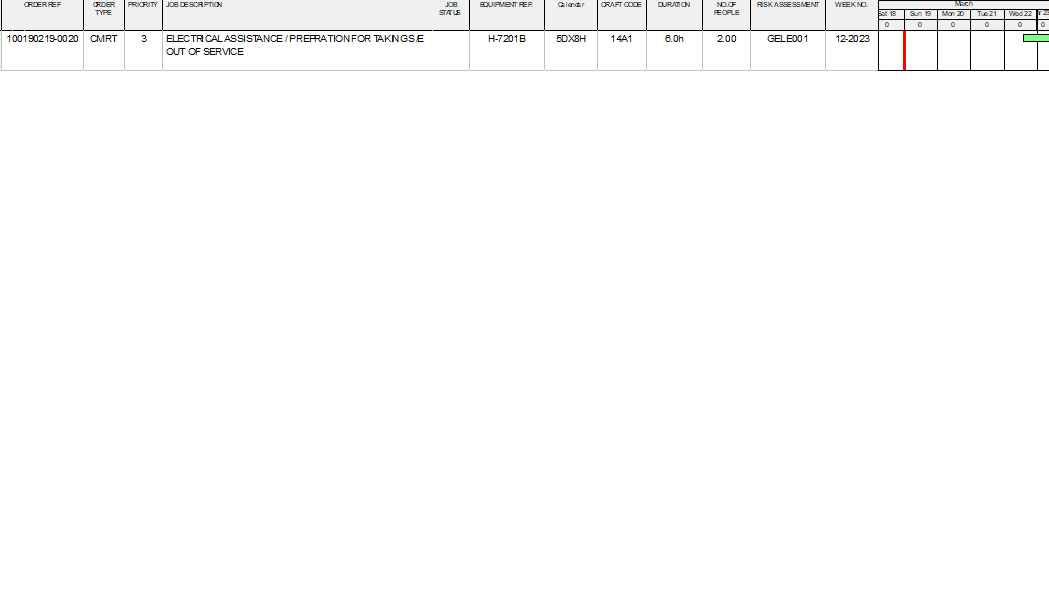 ORDER REF ORDER TYPE PRIORITY JOB DESCRIPTION JOB STATUS EQUIPMENT REF. Calendar CRAFT CODE DURATION NO.OF PEOPLE RISK ASSESSMENT WEEK NO. March
Sat 18 Sun 19 Mon 20 Tue 21 Wed 22
0 0 0 0 0 0
100190219-0020 CMRT 3 ELECTRICAL ASSISTANCE / PREPRATION FOR TAKING S/E H-7201B 5DX8H 14A1 6.0h 2.00 GELE001 12-2023
OUT OF SERVICE